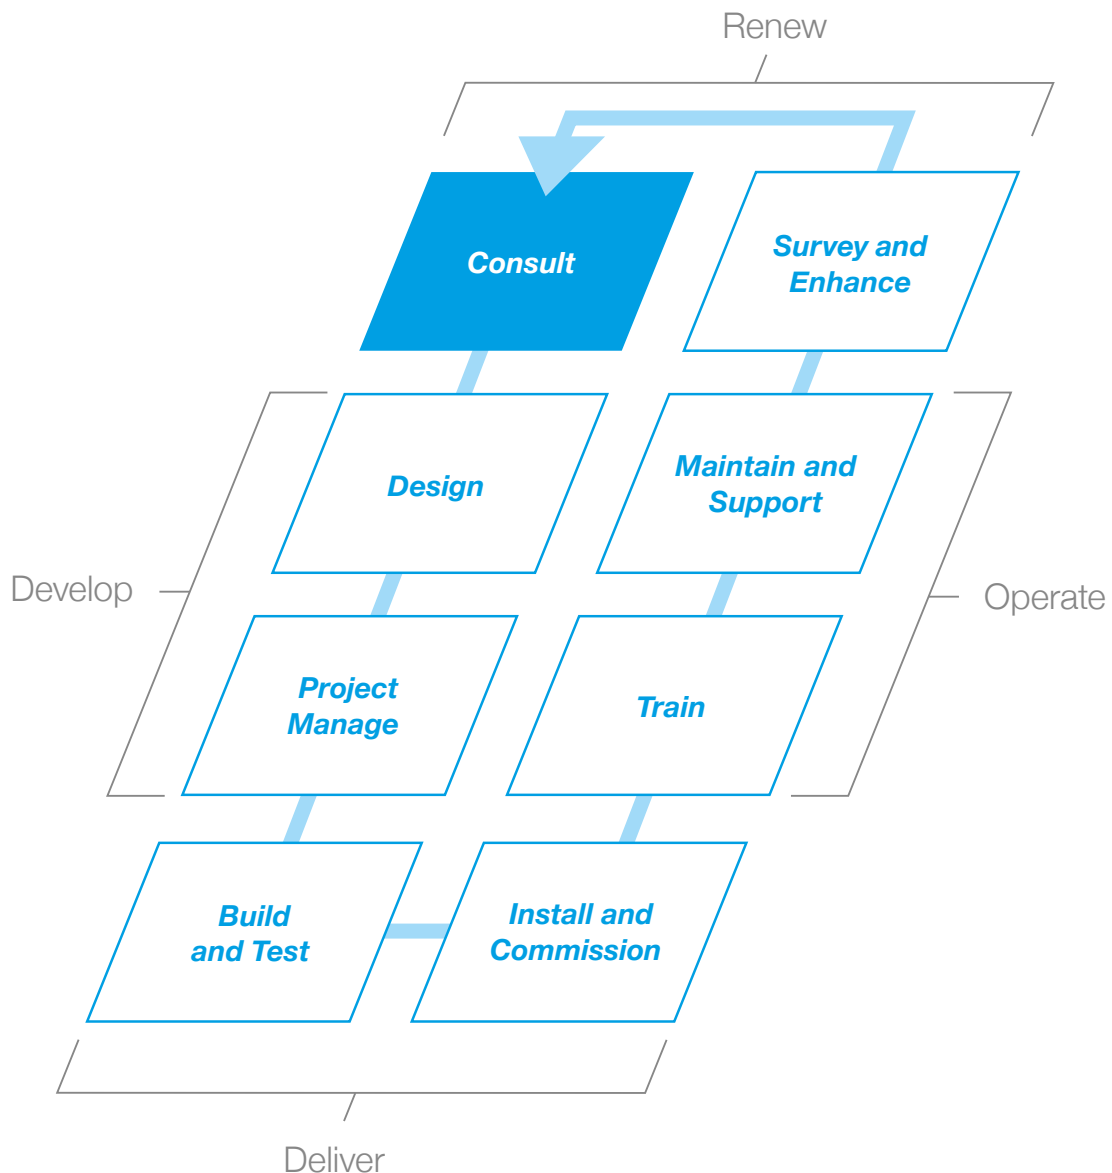 Renew
Consult
Survey and
Enhance
Design
Maintain and
Support
Develop
Operate
Project
Manage
Train
Build
and Test
Install and
Commission
Deliver